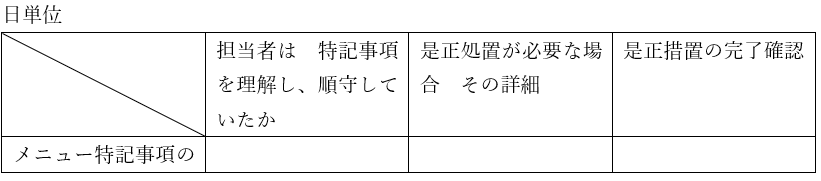 日単位
担当者は　特記事項
を理解し、順守して
いたか
是正処置が必要な場
合　その詳細
是正措置の完了確認
メニュー特記事項の